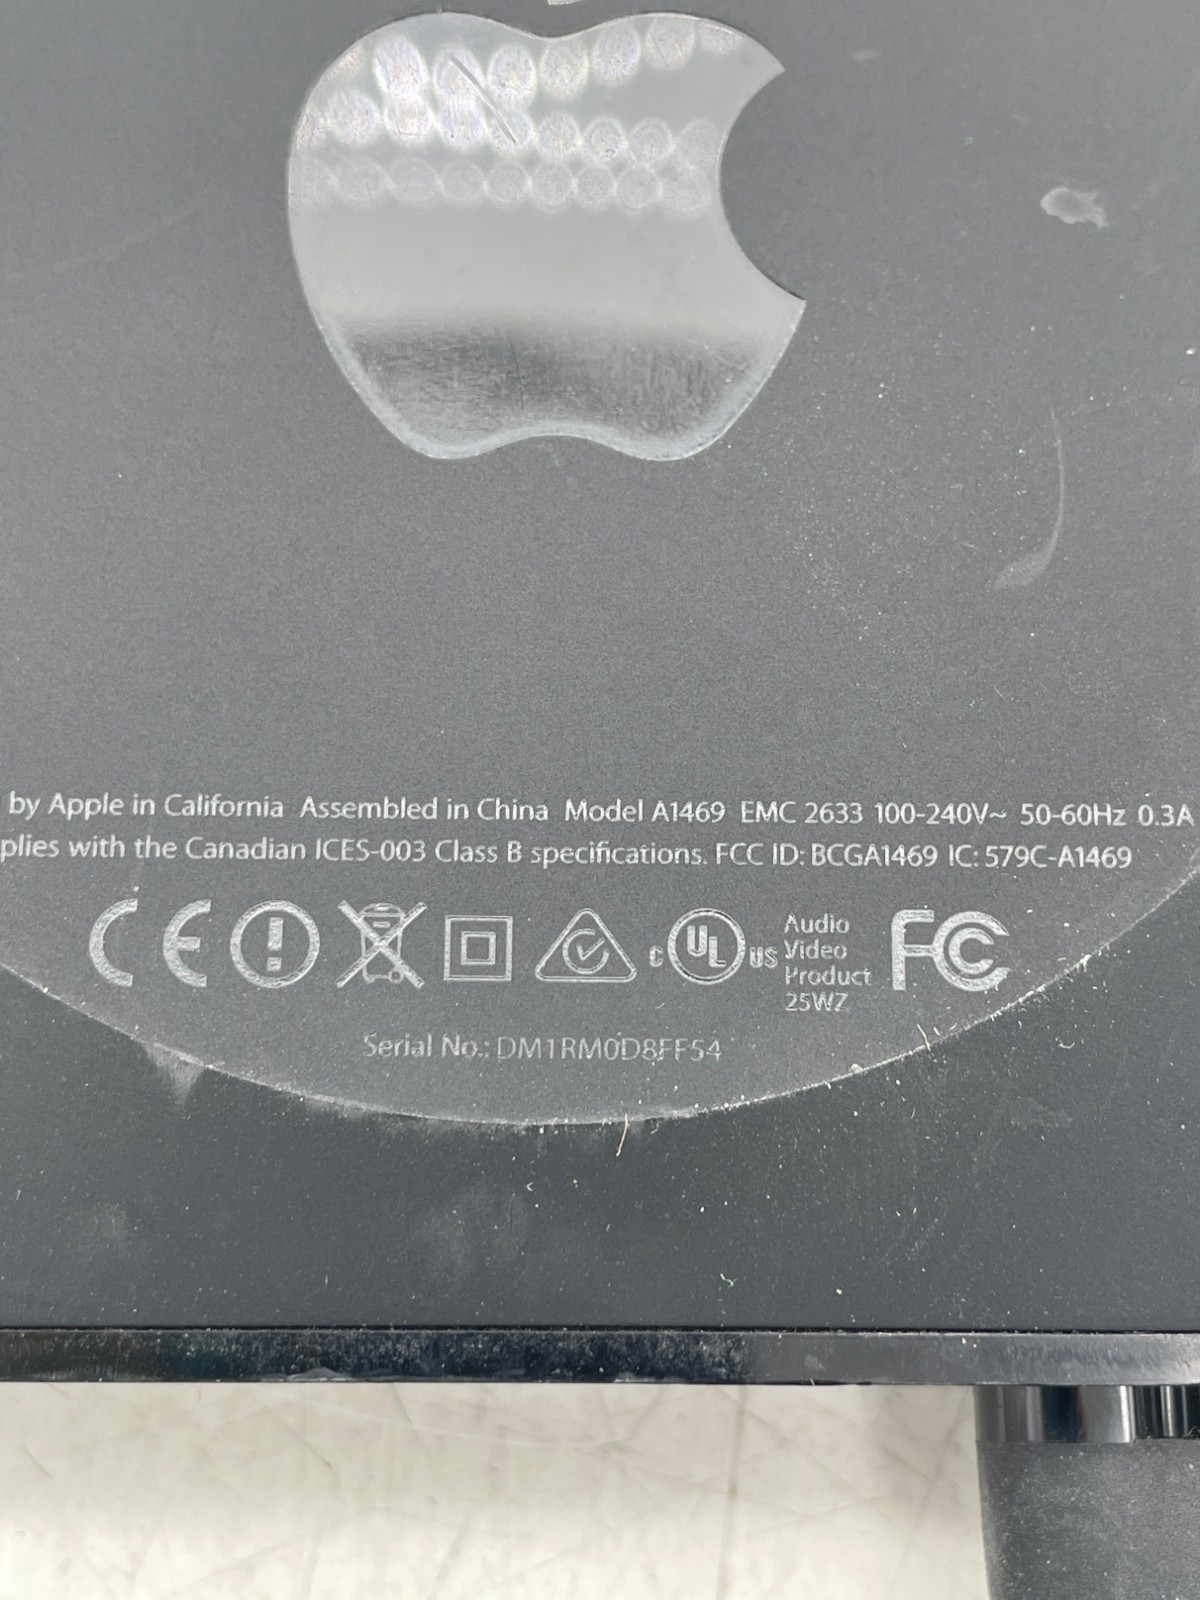 by Apple in California Assembled in China Model A1469 EMC 2633 100-240V~ 50-60Hz 0.3A
plies with the Canadian ICES-003 Class B specifications. FCC ID: BCGA1469 IC: 579C-A1469
CE
c UL US
Audio
Video
Product
25WZ
FC
Serial No.: DM1RM0D8FF54